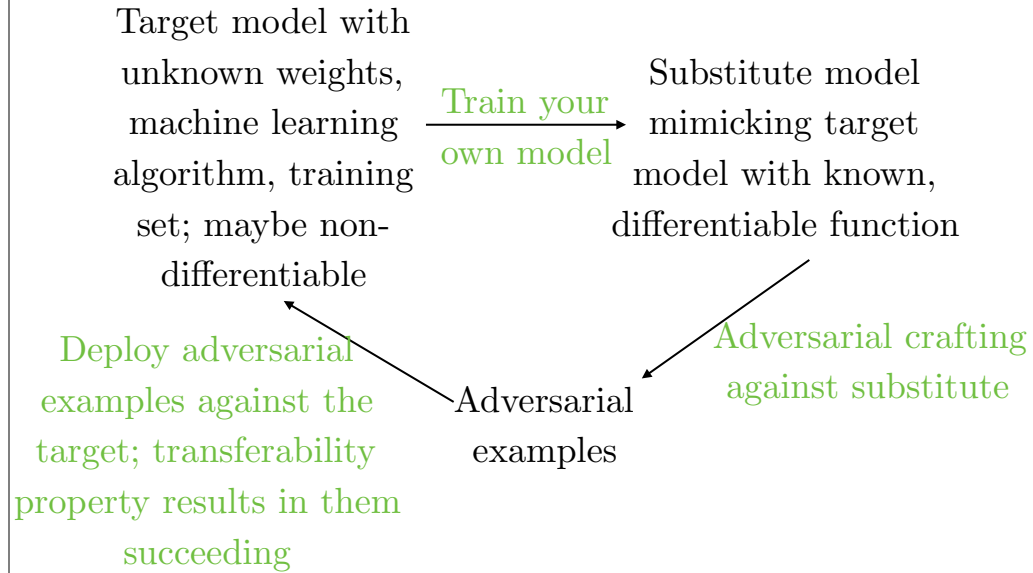 Target model with
unknown weights,
machine learning
algorithm, training
set; maybe non-
differentiable
Train your
own model
Substitute model
mimicking target
model with known,
differentiable function
Adversarial crafting
against substitute
Adversarial
examples
Deploy adversarial
examples against the
target; transferability
property results in them
succeeding